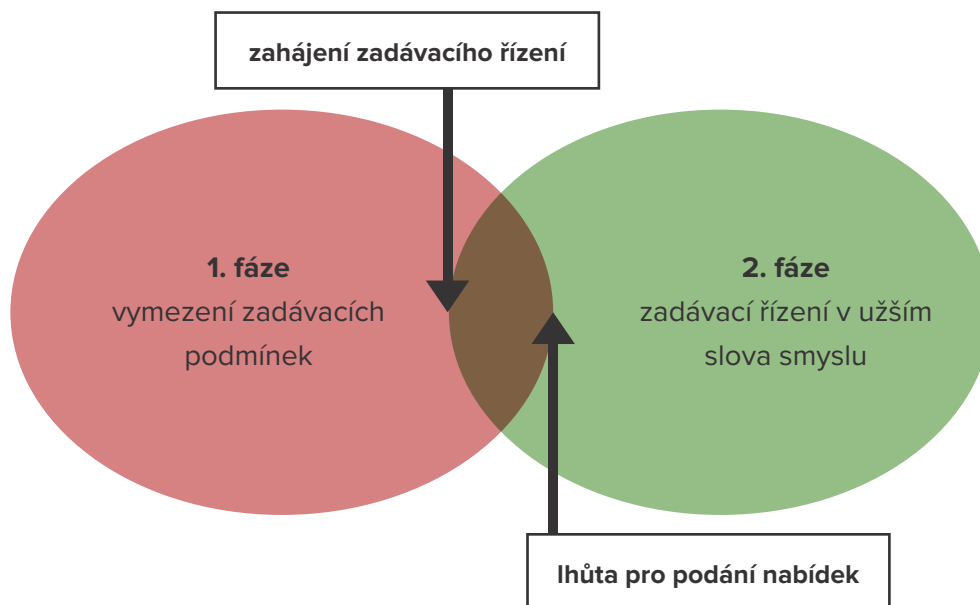 zahájení zadávacího řízení
1. fáze
vymezení zadávacích
podmínek
2. fáze
zadávací řízení v užším
slova smyslu
lhůta pro podání nabídek